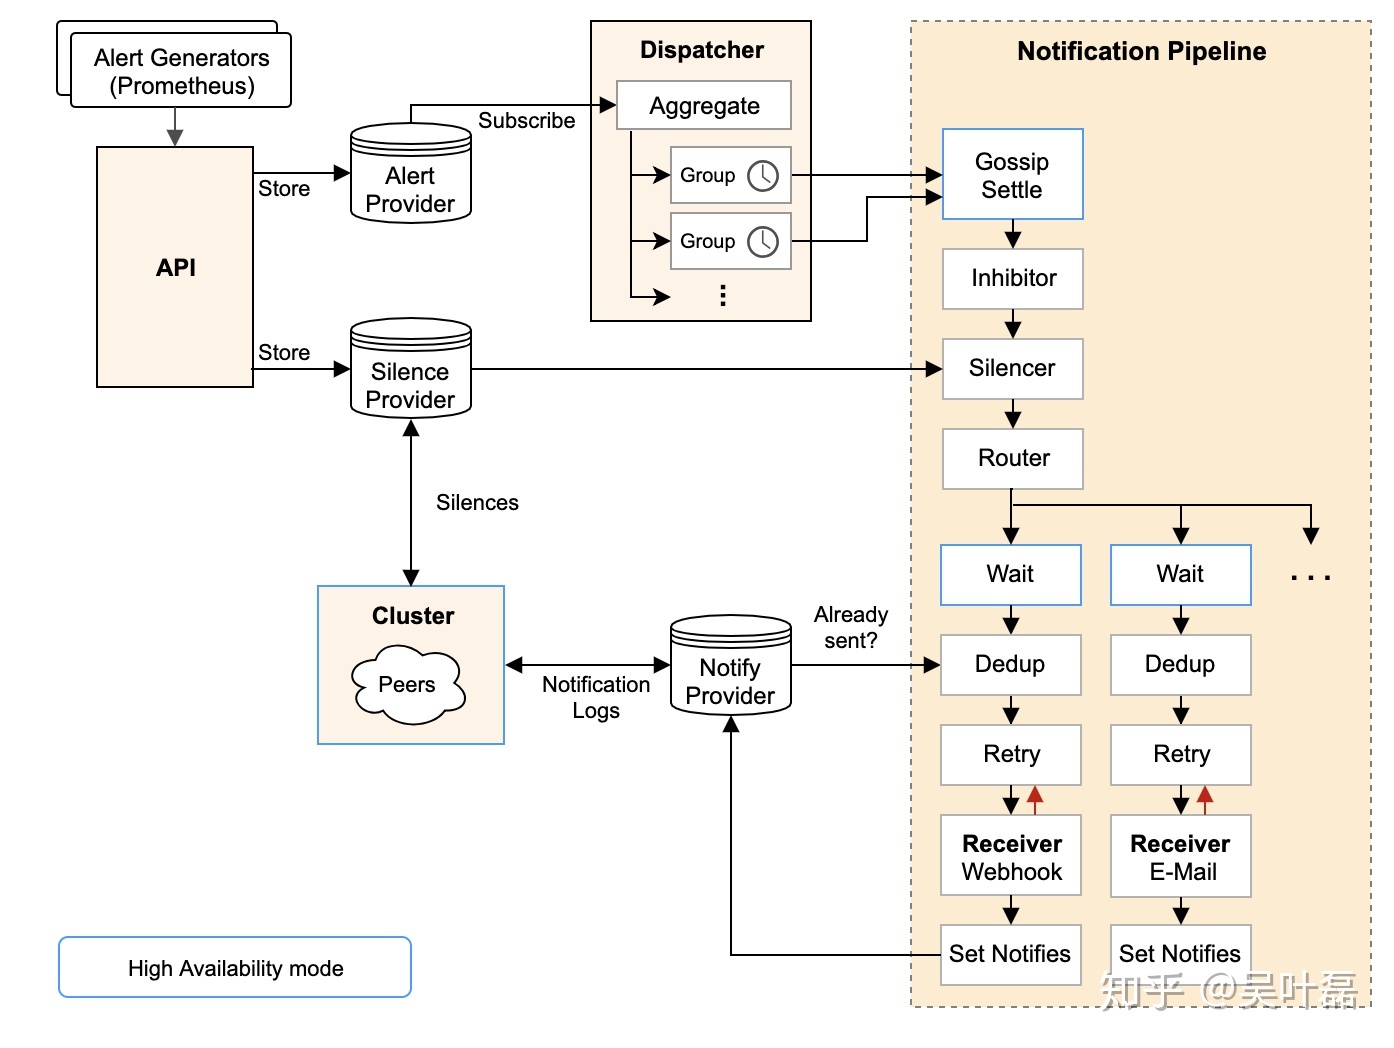 Alert Generators
(Prometheus)
API
Store
Alert
Provider
Subscribe
Dispatcher
Aggregate
Group
Group
⋮
Store
Silence
Provider
Silences
Cluster
Peers
Notification
Logs
Notify
Provider
Already
sent?
High Availability mode
Notification Pipeline
Gossip
Settle
Inhibitor
Silencer
Router
Wait
Wait
. . .
Dedup
Dedup
Retry
Retry
Receiver
Webhook
Receiver
E-Mail
Set Notifies
Set Notifies
知乎 @吴叶磊